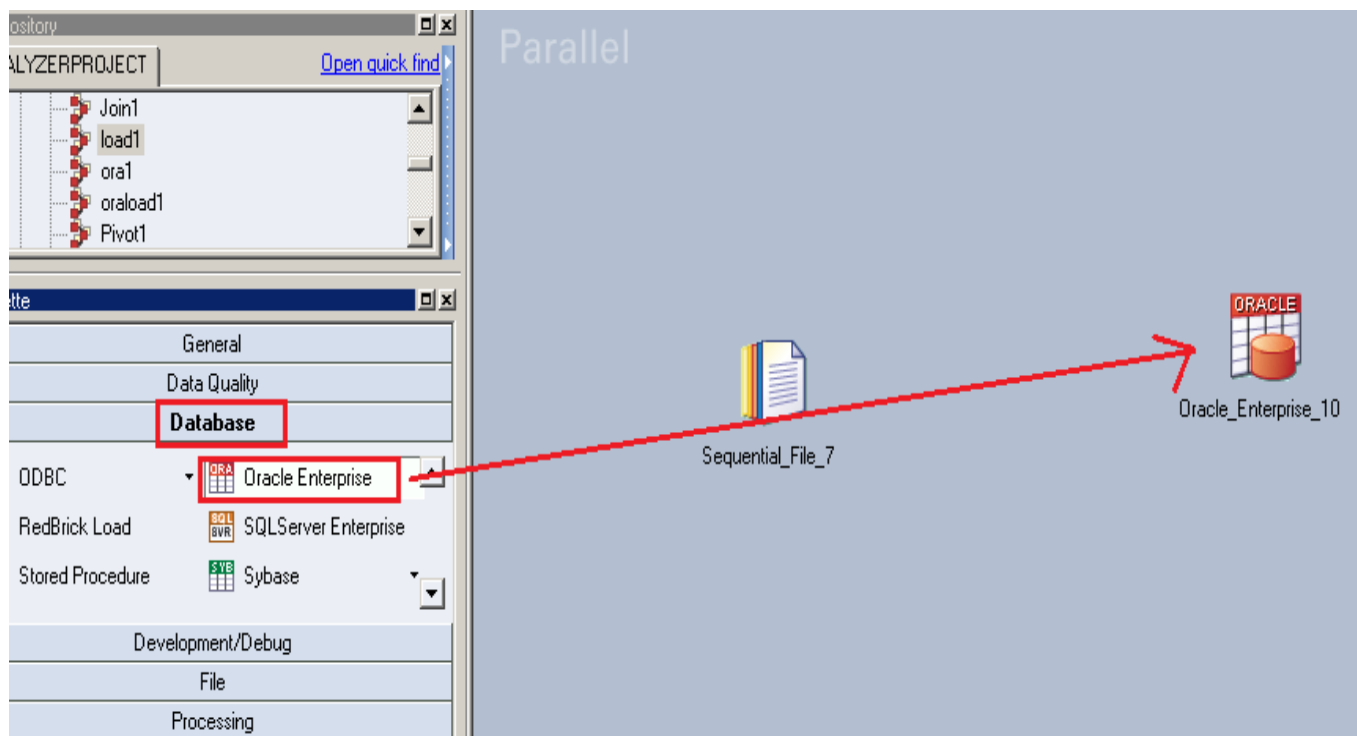 ository
ALYZERPROJECT
Open quick find
Join1
load1
ora1
oraload1
Pivot1
ette
General
Data Quality
Database
ODBC
ORA
Oracle Enterprise
RedBrick Load
SQL
SVR
SQLServer Enterprise
Stored Procedure
SYB
Sybase
Development/Debug
File
Processing
Parallel
Sequential_File_7
ORACLE
Oracle_Enterprise_10